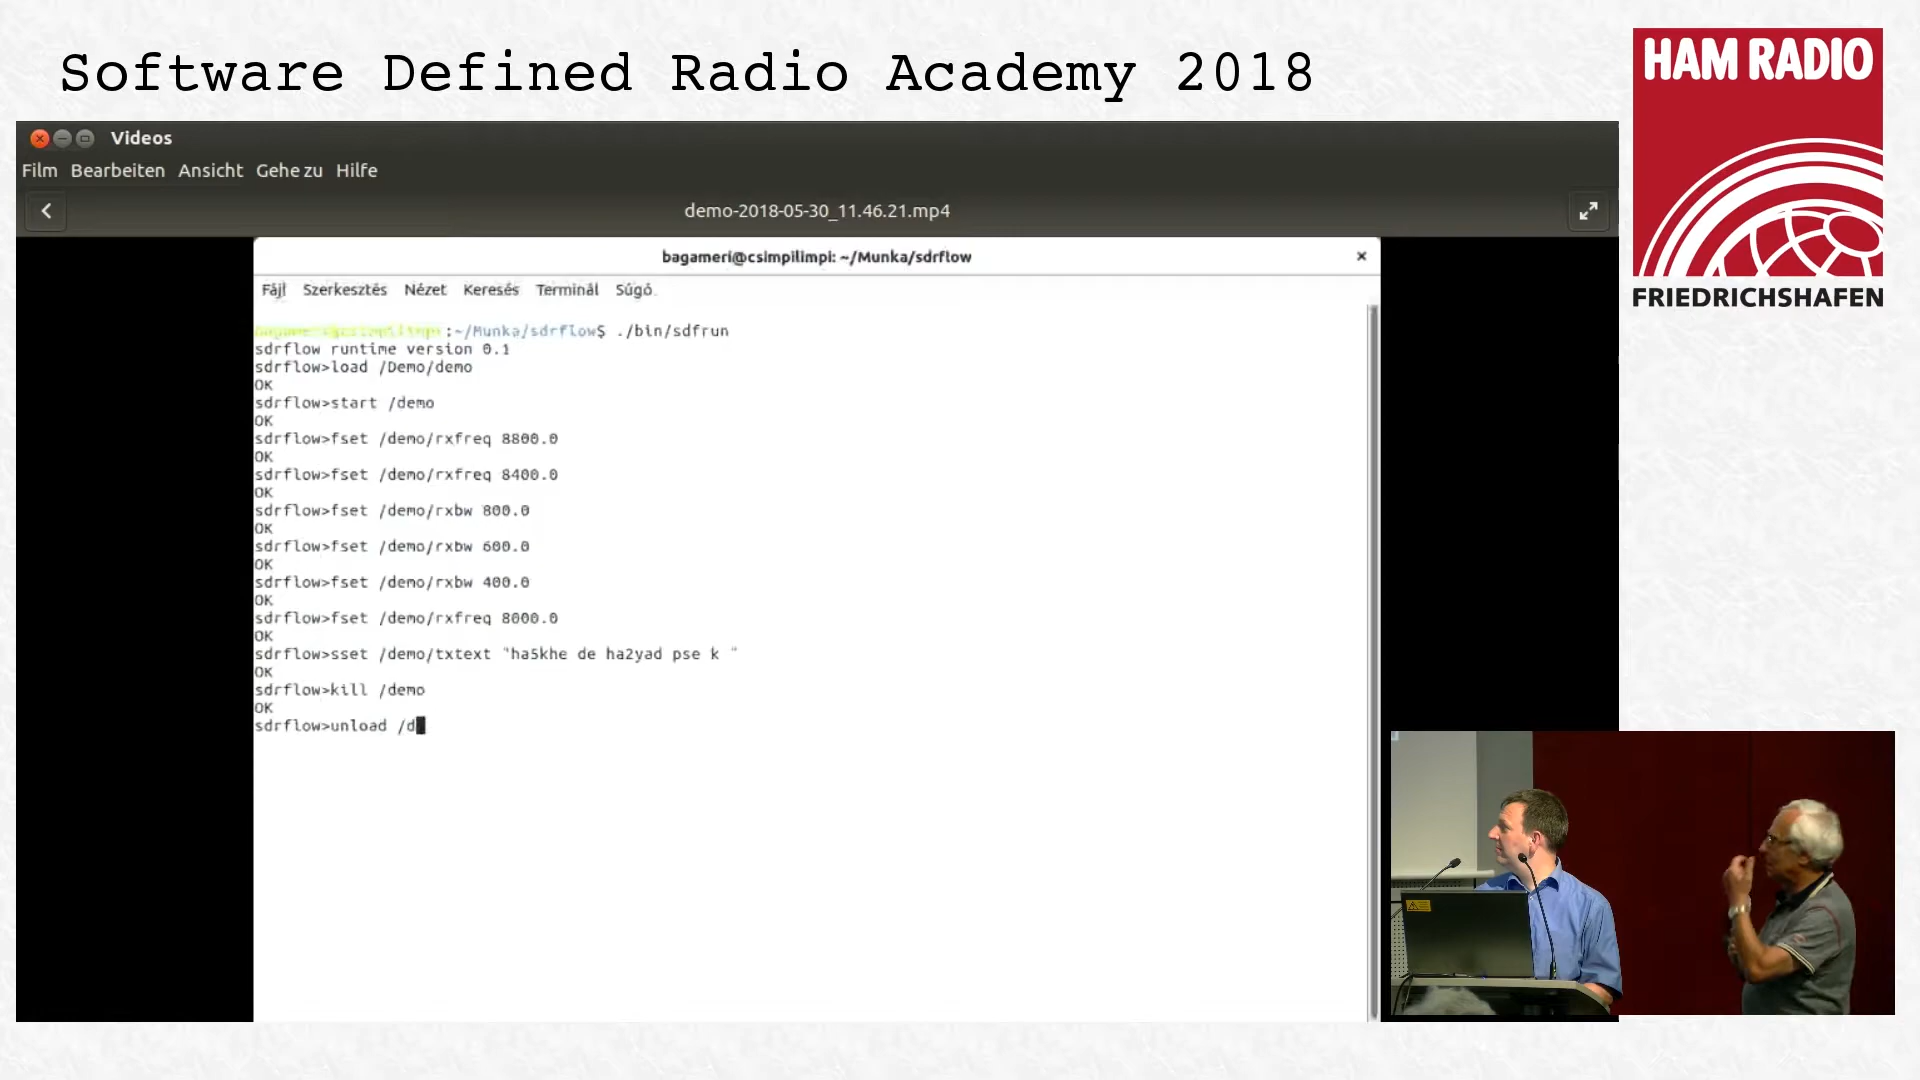 Software Defined Radio Academy 2018
HAM RADIO
FRIEDRICHSHAFEN
Videos
Film Bearbeiten Ansicht Gehe zu Hilfe
demo-2018-05-30_11.46.21.mp4
bagameri@csimpilimpi: ~/Munka/sdrflow
Fájl Szerkesztés Nézet Keresés Terminál Súgó
bagameri@csimpilimpi:~/Munka/sdrflow$ ./bin/sdfrun
sdrflow runtime version 0.1
sdrflow>load /Demo/demo
OK
sdrflow>start /demo
OK
sdrflow>fset /demo/rxfreq 8800.0
OK
sdrflow>fset /demo/rxfreq 8400.0
OK
sdrflow>fset /demo/rxbw 800.0
OK
sdrflow>fset /demo/rxbw 600.0
OK
sdrflow>fset /demo/rxbw 400.0
OK
sdrflow>fset /demo/rxfreq 8000.0
OK
sdrflow>sset /demo/txtext "ha5khe de ha2yad pse k "
OK
sdrflow>kill /demo
OK
sdrflow>unload /d